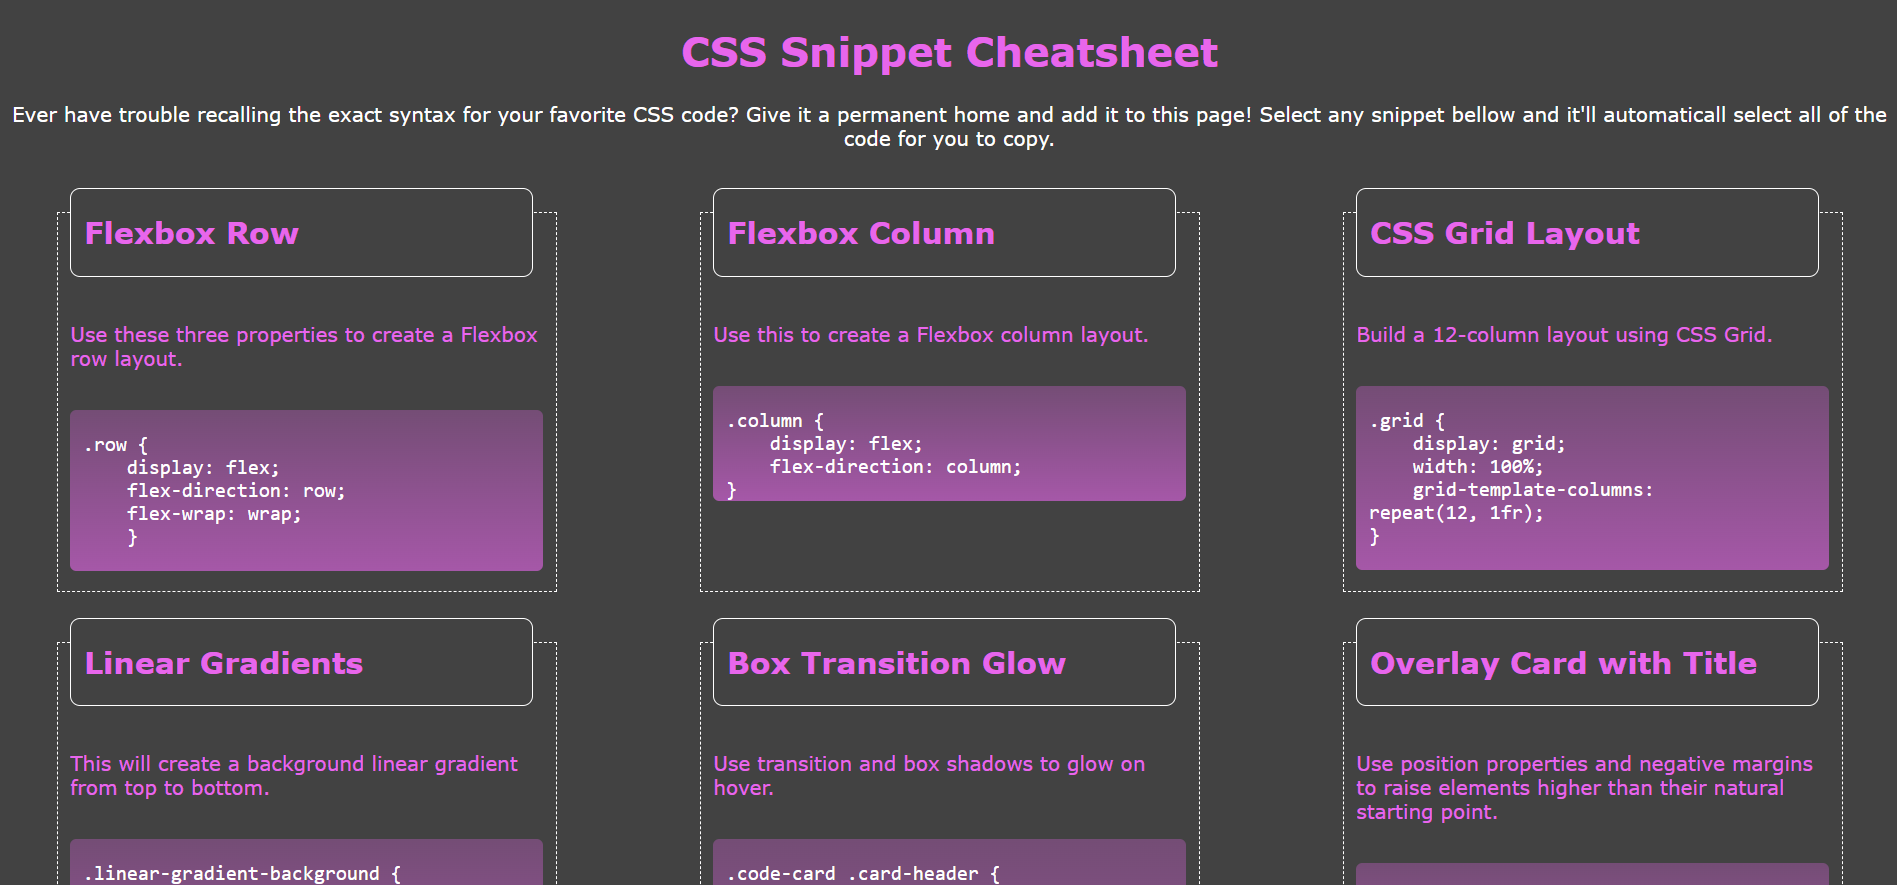 CSS Snippet Cheatsheet
Ever have trouble recalling the exact syntax for your favorite CSS code? Give it a permanent home and add it to this page! Select any snippet bellow and it'll automaticall select all of the
code for you to copy.
Flexbox Row
Use these three properties to create a Flexbox
row layout.
.row {
    display: flex;
    flex-direction: row;
    flex-wrap: wrap;
    }
Flexbox Column
Use this to create a Flexbox column layout.
.column {
    display: flex;
    flex-direction: column;
}
CSS Grid Layout
Build a 12-column layout using CSS Grid.
.grid {
    display: grid;
    width: 100%;
    grid-template-columns:
repeat(12, 1fr);
}
Linear Gradients
This will create a background linear gradient
from top to bottom.
.linear-gradient-background {
Box Transition Glow
Use transition and box shadows to glow on
hover.
.code-card .card-header {
Overlay Card with Title
Use position properties and negative margins
to raise elements higher than their natural
starting point.